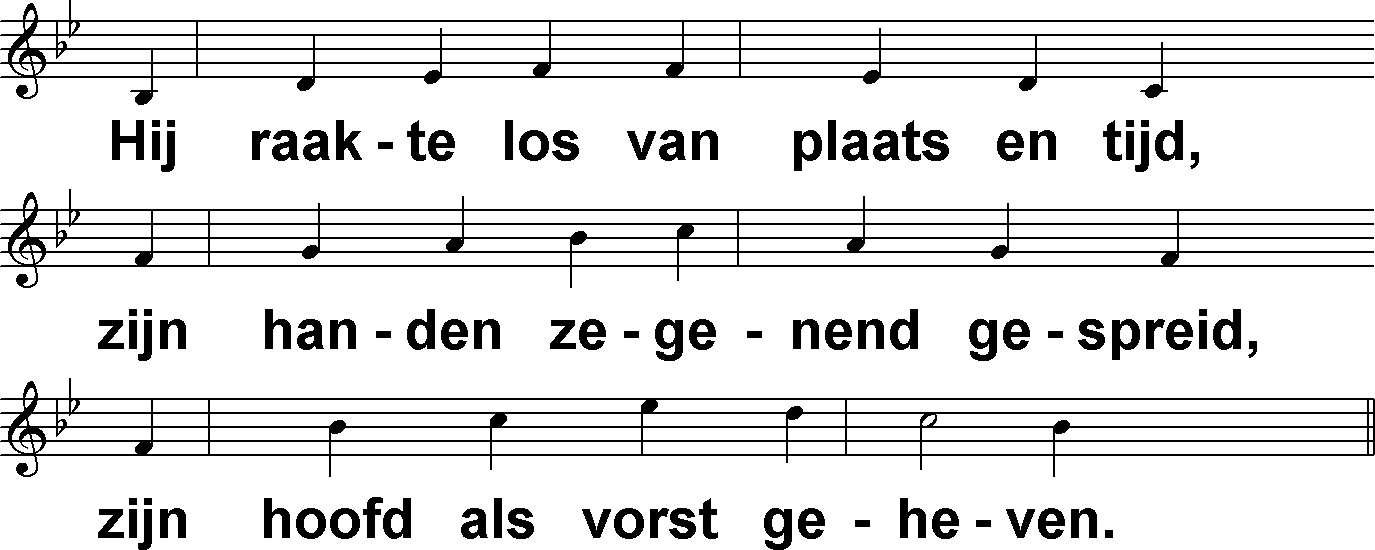 Hij raak - te los van plaats en tijd,
zijn han - den ze - ge - nend ge - spreid,
zijn hoofd als vorst ge - he - ven.